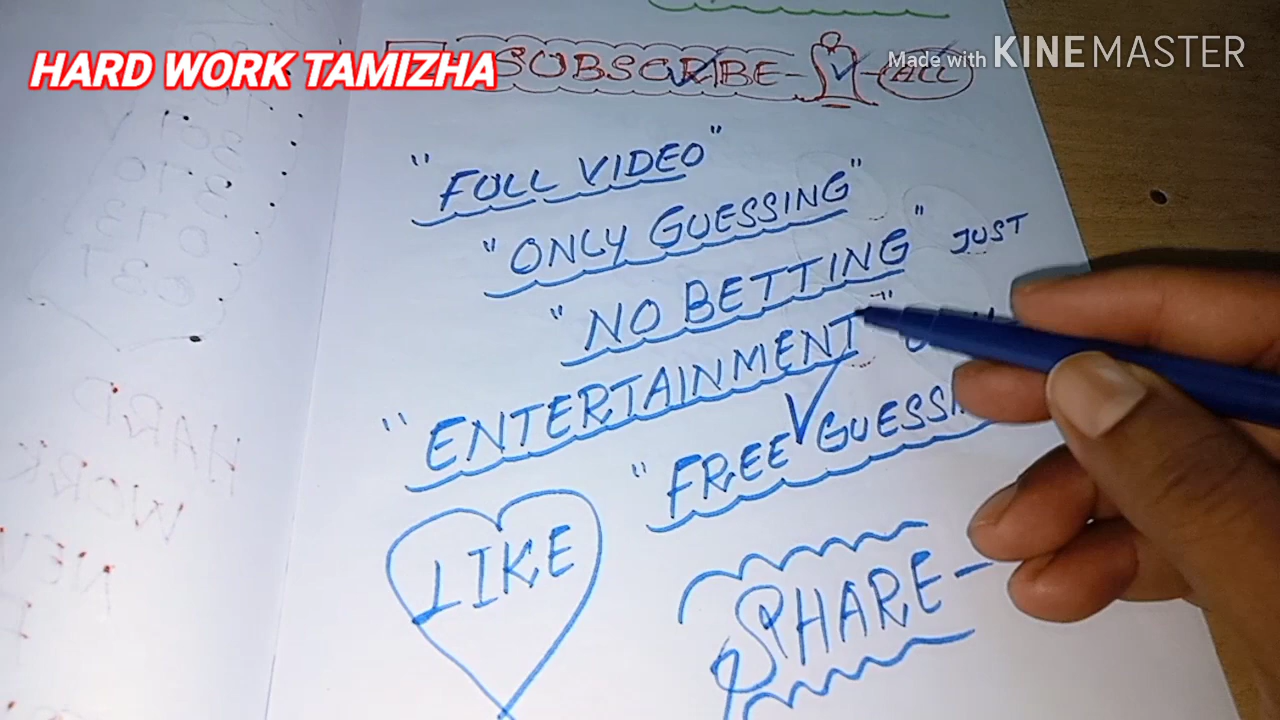 HARD WORK TAMIZHA
Made with KINEMASTER
SUBSCRIBE- -ALL
"FULL VIDEO"
"ONLY GUESSING"
"NO BETTING" JUST
"ENTERTAINMENT"
"FREE GUESSIN
LIKE
SHARE-